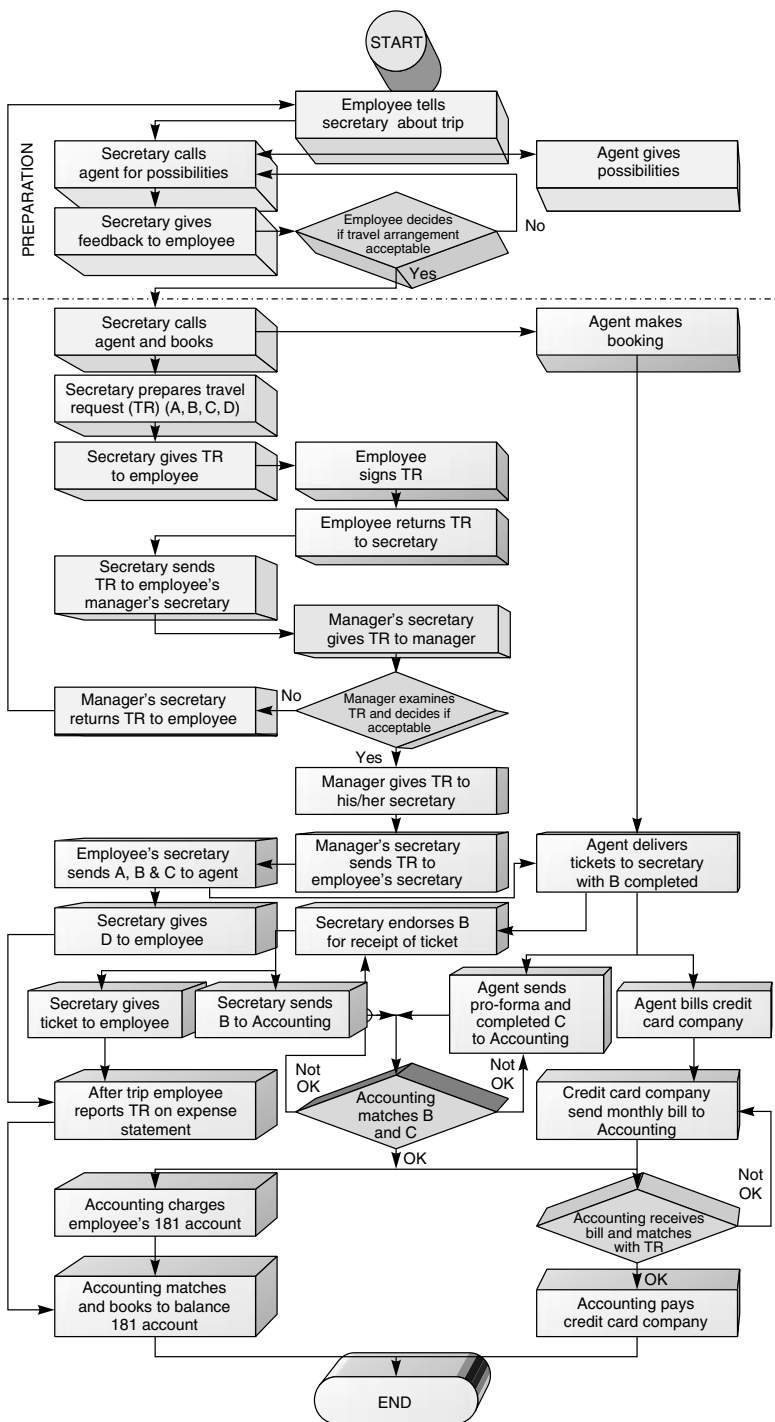 START
Employee tells
secretary about trip
PREPARATION
Secretary calls
agent for possibilities
Agent gives
possibilities
Secretary gives
feedback to employee
Employee decides
if travel arrangement
acceptable
No
Yes
Secretary calls
agent and books
Agent makes
booking
Secretary prepares travel
request (TR) (A, B, C, D)
Secretary gives TR
to employee
Employee
signs TR
Employee returns TR
to secretary
Secretary sends
TR to employee's
manager's secretary
Manager's secretary
gives TR to manager
Manager's secretary
returns TR to employee
No
Manager examines
TR and decides if
acceptable
Yes
Manager gives TR to
his/her secretary
Employee's secretary
sends A, B & C to agent
Manager's secretary
sends TR to
employee's secretary
Agent delivers
tickets to secretary
with B completed
Secretary gives
D to employee
Secretary endorses B
for receipt of ticket
Secretary gives
ticket to employee
Secretary sends
B to Accounting
Agent sends
pro-forma and
completed C
to Accounting
Agent bills credit
card company
Not
OK
Not
OK
After trip employee
reports TR on expense
statement
Accounting
matches B
and C
Credit card company
send monthly bill to
Accounting
OK
Not
OK
Accounting charges
employee's 181 account
Accounting receives
bill and matches
with TR
OK
Accounting matches
and books to balance
181 account
Accounting pays
credit card company
END